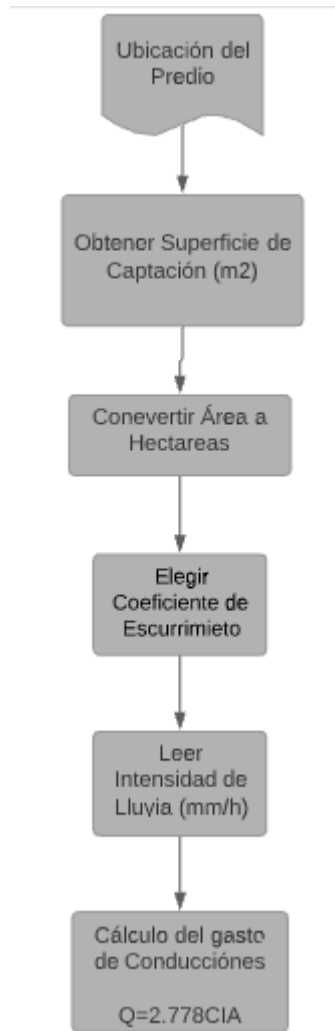 Ubicación del
Predio
Obtener Superficie de
Captación (m2)
Conevertir Área a
Hectareas
Elegir
Coeficiente de
Escurrimieto
Leer
Intensidad de
Lluvia (mm/h)
Cálculo del gasto
de Conducciónes
Q=2.778CIA